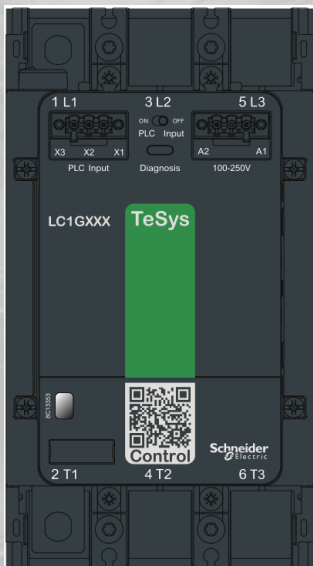 1 L1 3 L2 5 L3
ON OFF
PLC Input
X3 X2 X1 A2 A1
PLC Input Diagnosis 100-250V
LC1GXXX TeSys
8C13353
Control
Schneider
Electric
2 T1 4 T2 6 T3